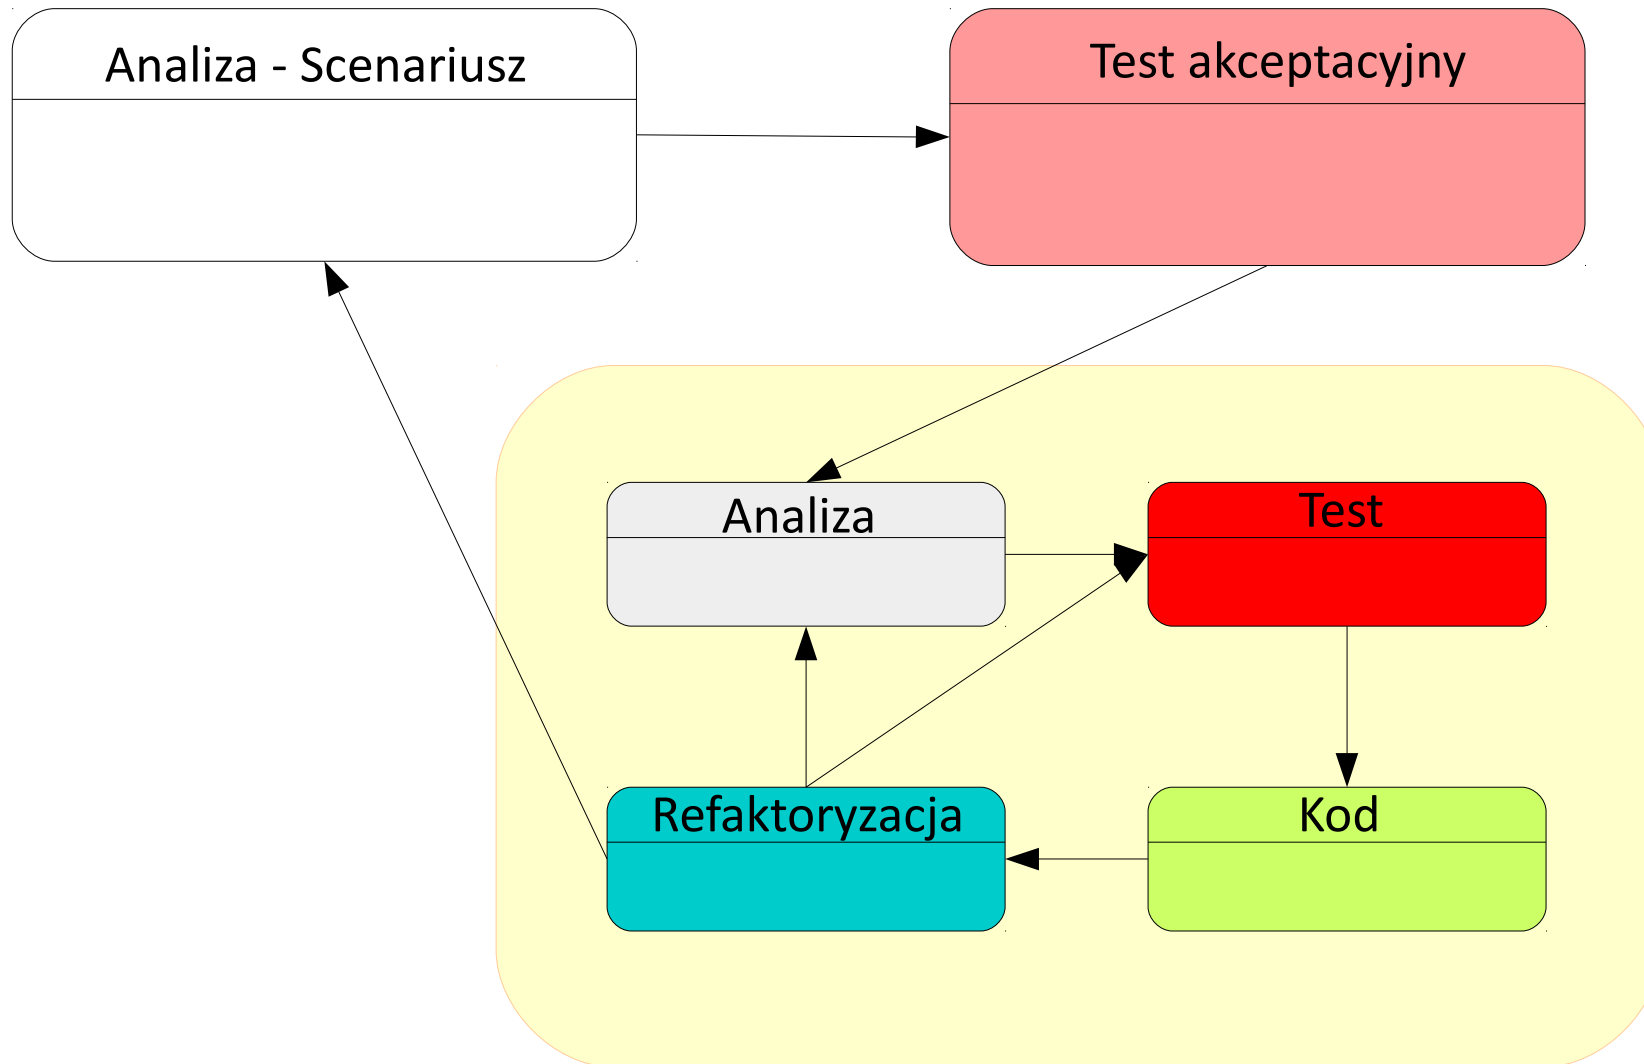 Analiza - Scenariusz
Test akceptacyjny
Analiza
Test
Refaktoryzacja
Kod